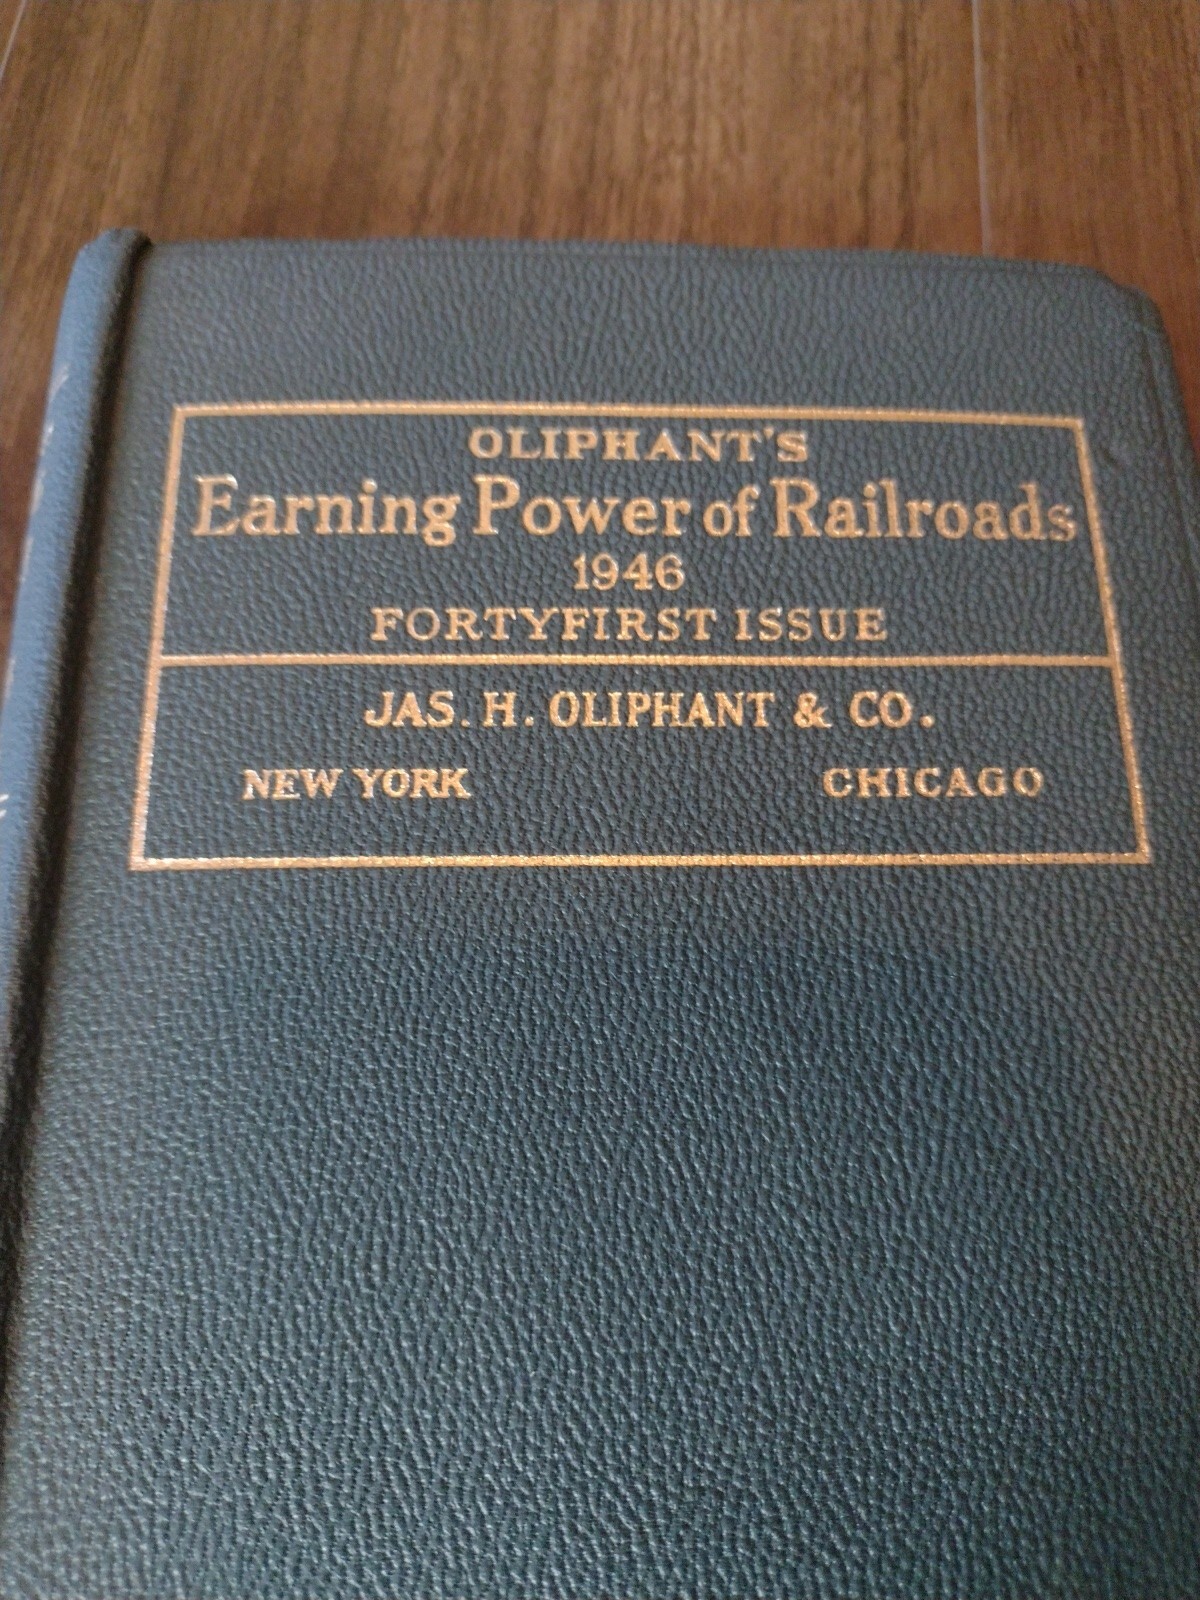 OLIPHANT'S
Earning Power of Railroads
1946
FORTYFIRST ISSUE
JAS. H. OLIPHANT & CO.
NEW YORK CHICAGO